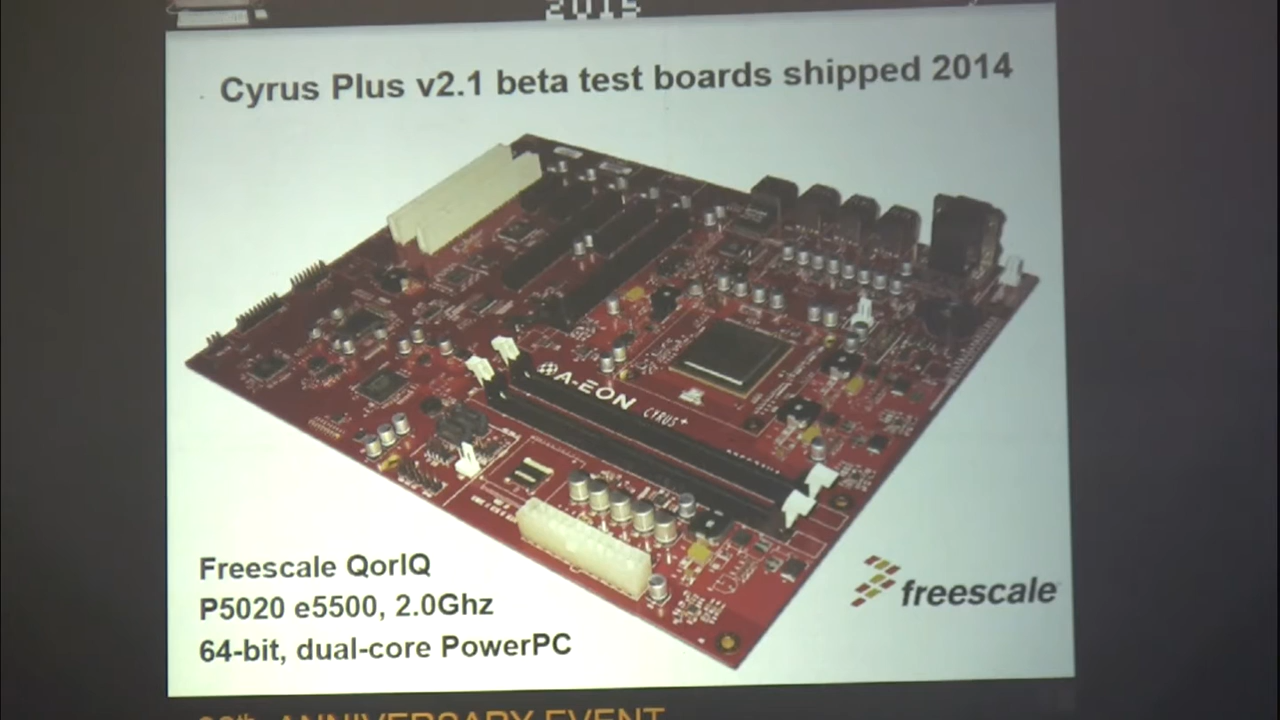 2015
Cyrus Plus v2.1 beta test boards shipped 2014
A-EON
CYRUS+
Freescale QorIQ
P5020 e5500, 2.0Ghz
64-bit, dual-core PowerPC
freescale
ANNIVERSARY EVENT